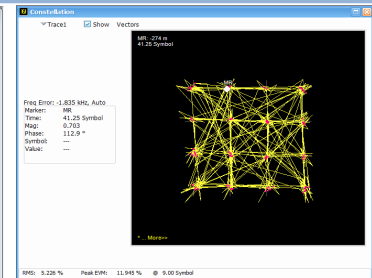 Constellation
Trace1 Show Vectors
MR: -274 m
41.25 Symbol
MR
Freq Error: -1.835 kHz, Auto
Marker: MR
Time: 41.25 Symbol
Mag: 0.703
Phase: 112.9 °
Symbol: ---
Value: ---
* ... More>>
RMS: 5.226 % Peak EVM: 11.945 % @ 9.00 Symbol